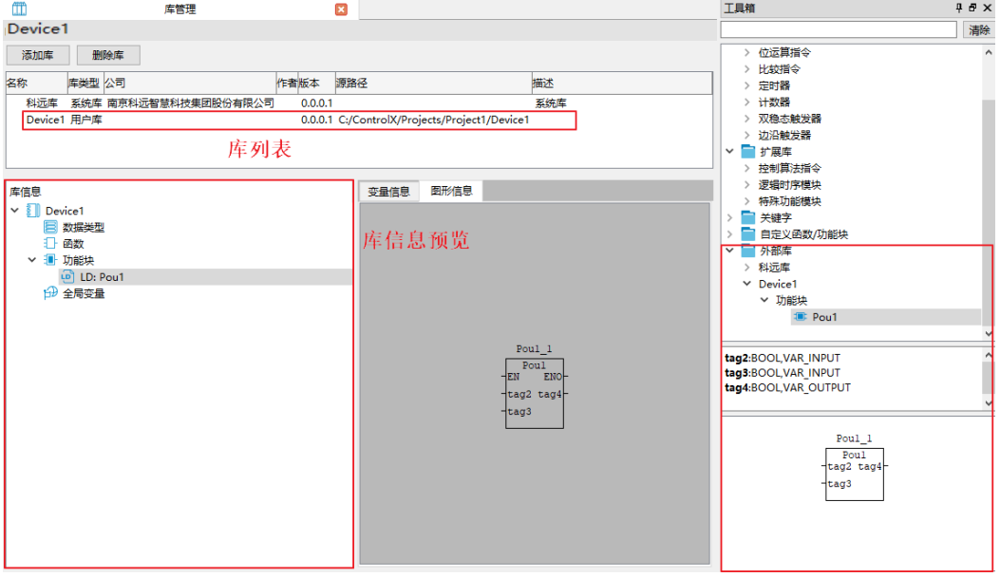 库管理
Device1
添加库 删除库
名称 库类型 公司 作者 版本 源路径 描述
科远库 系统库 南京科远智慧科技集团股份有限公司 0.0.0.1 系统库
Device1 用户库 0.0.0.1 C:/ControlX/Projects/Project1/Device1
库列表
库信息
Device1
数据类型
函数
功能块
LD: Pou1
全局变量
变量信息 图形信息
库信息预览
Pou1_1
Pou1
EN ENO
tag2 tag4
tag3
工具箱
清除
位运算指令
比较指令
定时器
计数器
双稳态触发器
边沿触发器
扩展库
控制算法指令
逻辑时序模块
特殊功能模块
关键字
自定义函数/功能块
外部库
科远库
Device1
功能块
Pou1
tag2:BOOL,VAR_INPUT
tag3:BOOL,VAR_INPUT
tag4:BOOL,VAR_OUTPUT
Pou1_1
Pou1
tag2 tag4
tag3